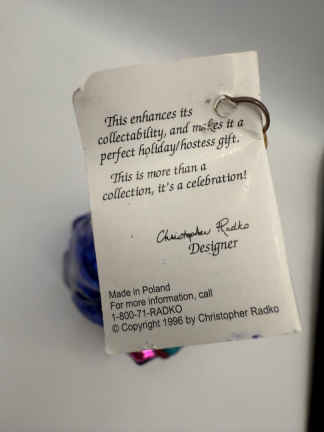 This enhances its
collectability, and makes it a
perfect holiday/hostess gift.
This is more than a
collection, it's a celebration!
Christopher Radko
Designer
Made in Poland
For more information, call
1-800-71-RADKO
© Copyright 1996 by Christopher Radko